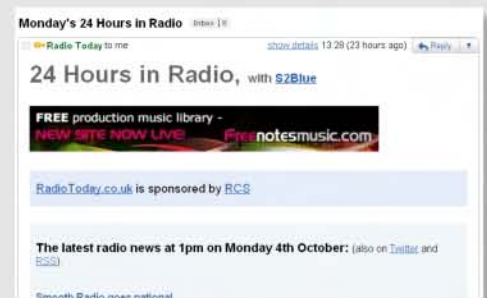 Monday's 24 Hours in Radio Inbox | X
Radio Today to me show details 13:28 (23 hours ago) Reply
24 Hours in Radio, with S2Blue
FREE production music library -
NEW SITE NOW LIVE! Freenotesmusic.com
RadioToday.co.uk is sponsored by RCS
The latest radio news at 1pm on Monday 4th October: (also on Twitter and
RSS)
Smooth Radio goes national